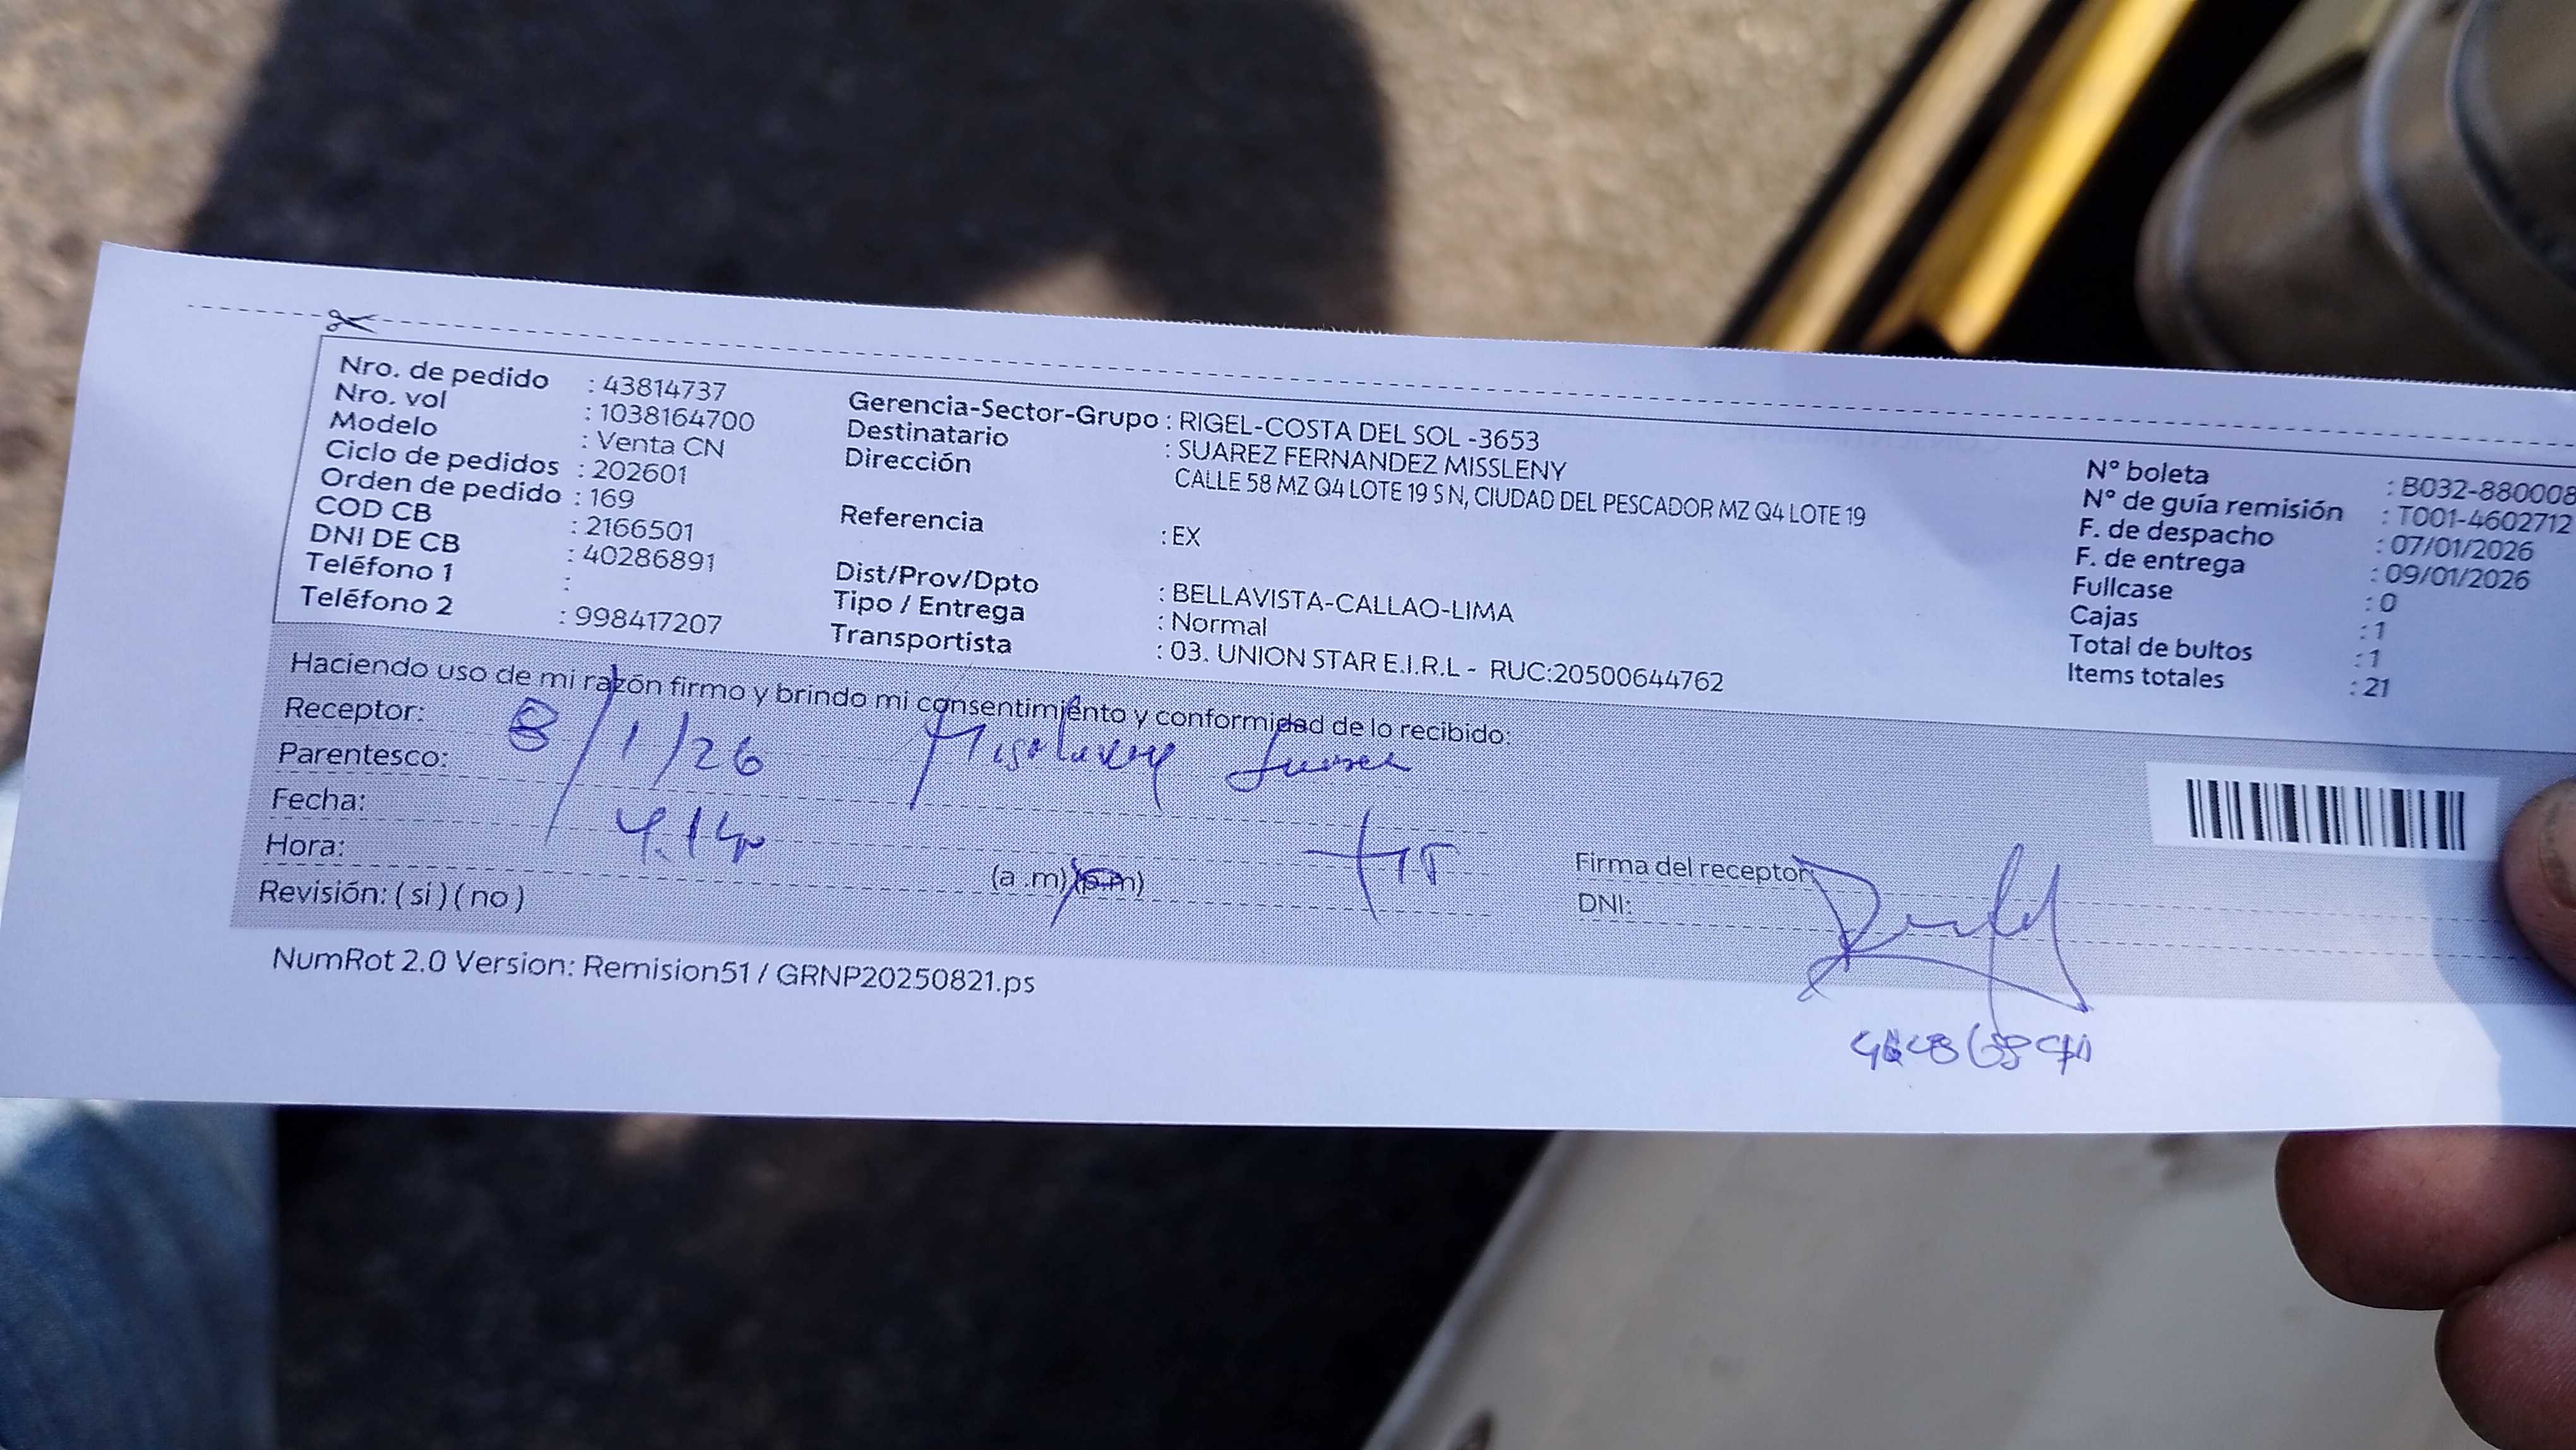 Nro. de pedido : 43814737
Nro. vol : 1038164700
Modelo : Venta CN
Ciclo de pedidos : 202601
Orden de pedido : 169
COD CB : 2166501
DNI DE CB : 40286891
Teléfono 1 :
Teléfono 2 : 998417207
Gerencia-Sector-Grupo : RIGEL-COSTA DEL SOL -3653
Destinatario : SUAREZ FERNANDEZ MISSLENY
Dirección CALLE 58 MZ Q4 LOTE 19 S N, CIUDAD DEL PESCADOR MZ Q4 LOTE 19
Referencia : EX
Dist/Prov/Dpto : BELLAVISTA-CALLAO-LIMA
Tipo / Entrega : Normal
Transportista : 03. UNION STAR E.I.R.L - RUC:20500644762
N° boleta : B032-880008
N° de guía remisión : T001-4602712
F. de despacho : 07/01/2026
F. de entrega : 09/01/2026
Fullcase : 0
Cajas : 1
Total de bultos : 1
Items totales : 21
Haciendo uso de mi razón firmo y brindo mi consentimiento y conformidad de lo recibido:
Receptor:
8/1/26
Parentesco:
Fecha:
4.14
Hora: (a .m) (p.m)
Revisión: ( si ) ( no )
Firma del receptor:
DNI:
NumRot 2.0 Version: Remision51 / GRNP20250821.ps